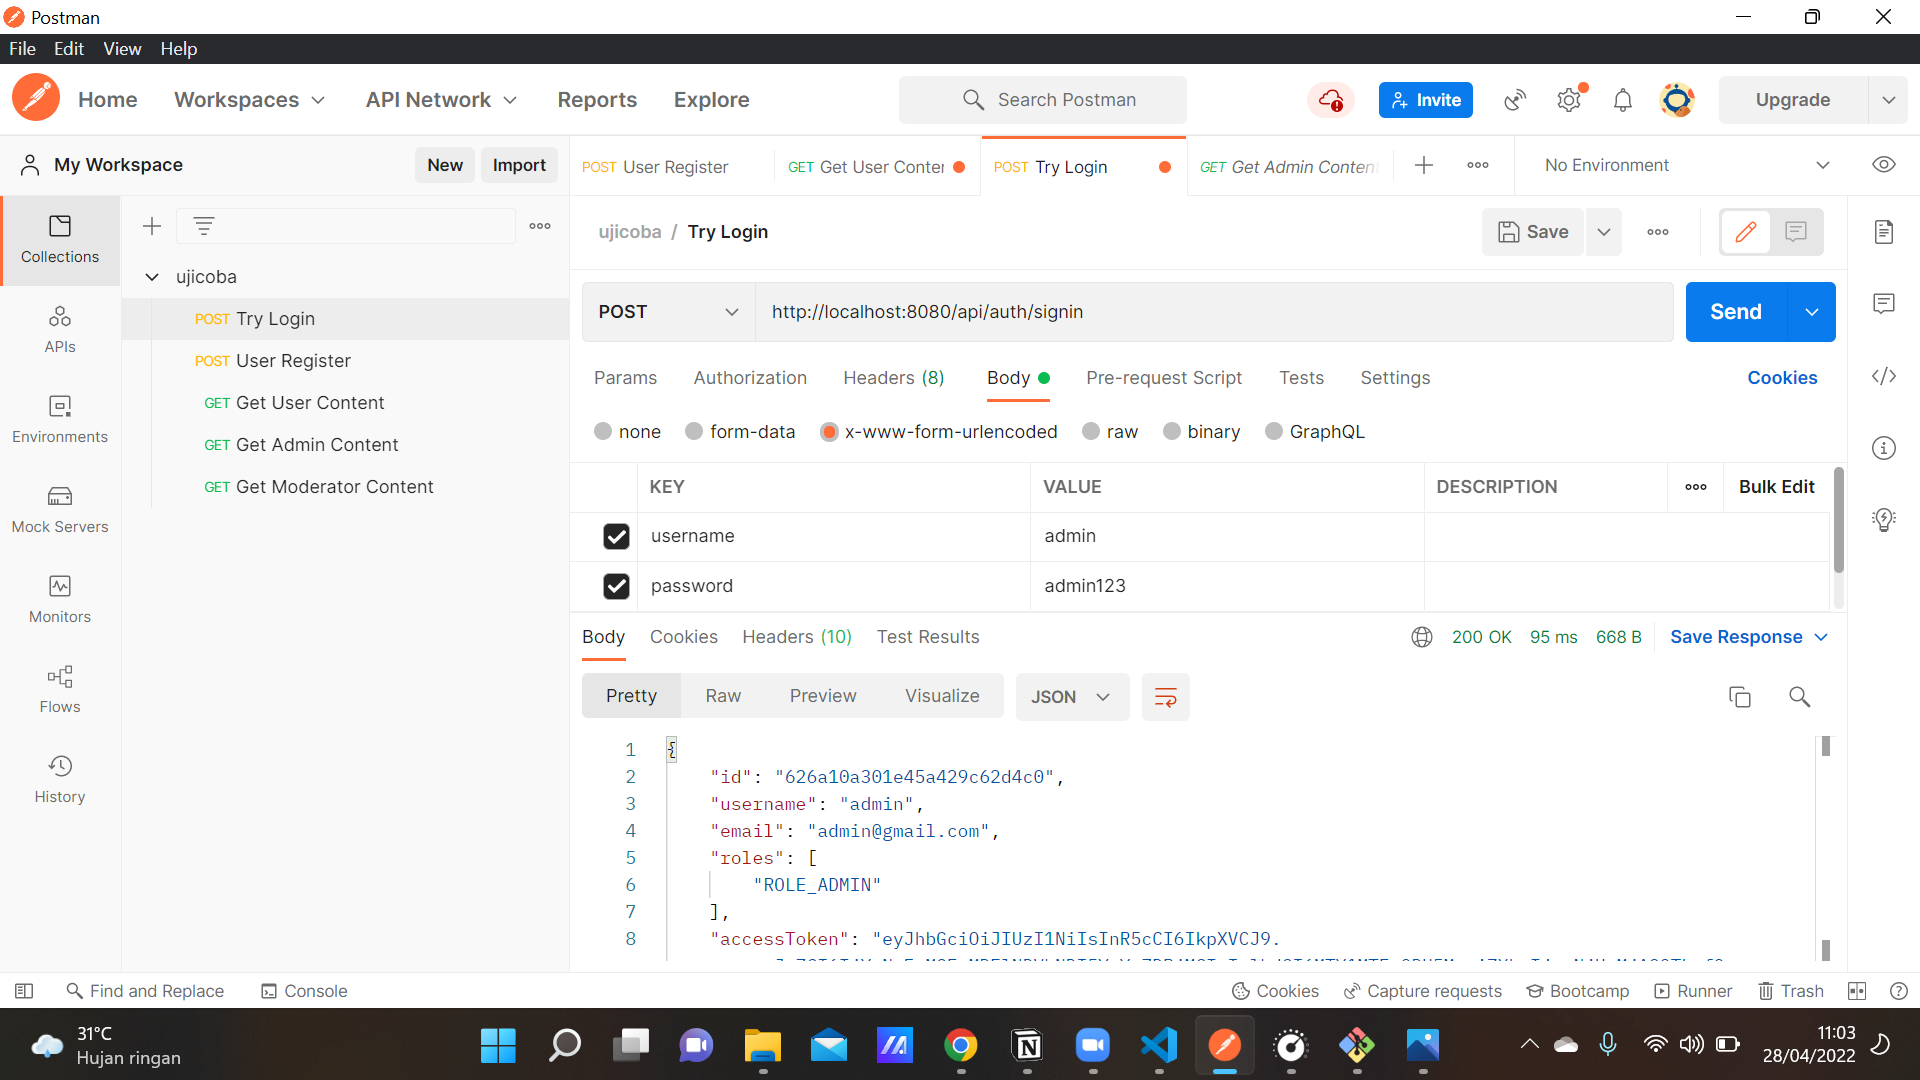 Postman
File Edit View Help
Home Workspaces API Network Reports Explore Search Postman Invite Upgrade
My Workspace New Import POST User Register GET Get User Conter POST Try Login GET Get Admin Conten No Environment
Collections
APIs
Environments
Mock Servers
Monitors
Flows
History
ujicoba
POST Try Login
POST User Register
GET Get User Content
GET Get Admin Content
GET Get Moderator Content
ujicoba / Try Login Save
POST http://localhost:8080/api/auth/signin Send
Params Authorization Headers (8) Body Pre-request Script Tests Settings Cookies
none form-data x-www-form-urlencoded raw binary GraphQL
KEY VALUE DESCRIPTION Bulk Edit
username admin
password admin123
Body Cookies Headers (10) Test Results 200 OK 95 ms 668 B Save Response
Pretty Raw Preview Visualize JSON
1 {
2 "id": "626a10a301e45a429c62d4c0",
3 "username": "admin",
4 "email": "admin@gmail.com",
5 "roles": [
6 "ROLE_ADMIN"
7 ],
8 "accessToken": "eyJhbGciOiJIUzI1NiIsInR5cCI6IkpXVCJ9.
Find and Replace Console Cookies Capture requests Bootcamp Runner Trash
31°C
Hujan ringan
11:03
28/04/2022